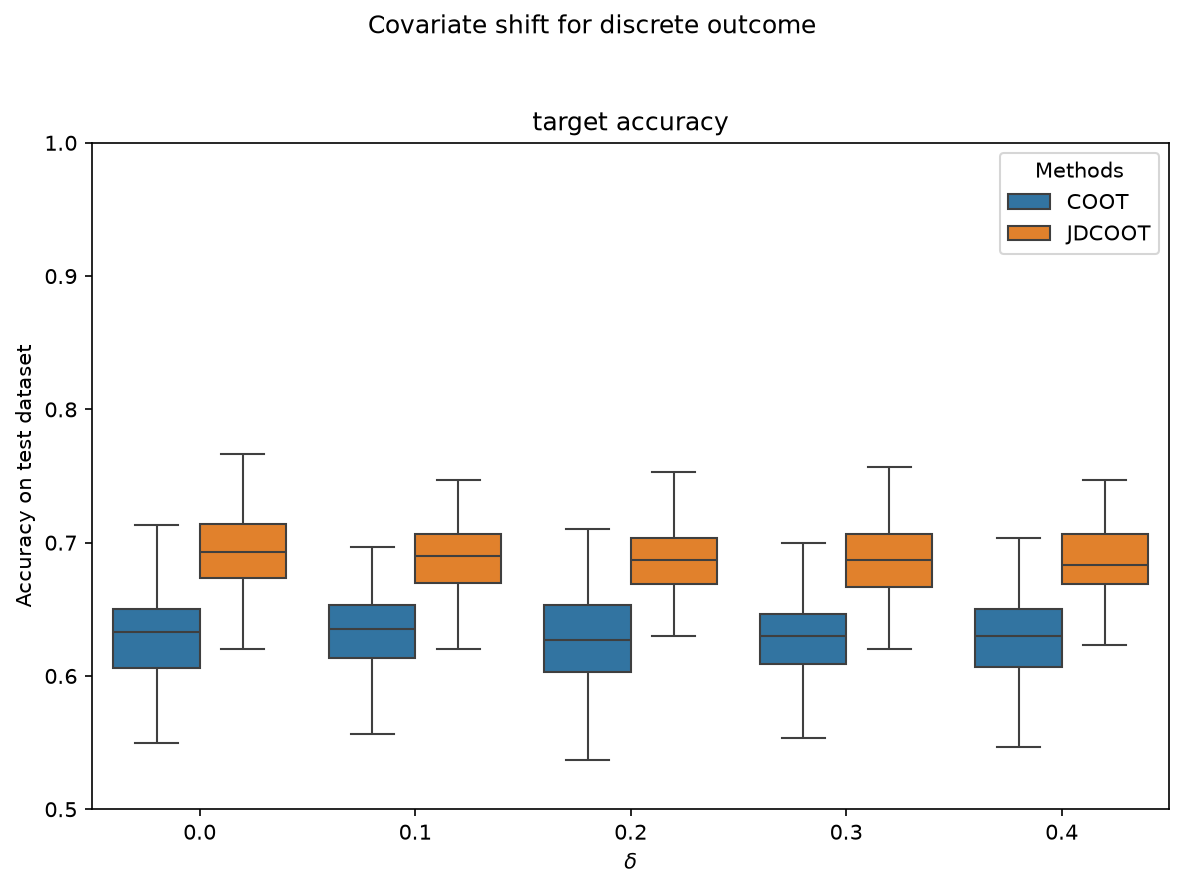 Covariate shift for discrete outcome
target accuracy
Methods
COOT
JDCOOT
Accuracy on test dataset
1.0
0.9
0.8
0.7
0.6
0.5
0.0 0.1 0.2 0.3 0.4
δ